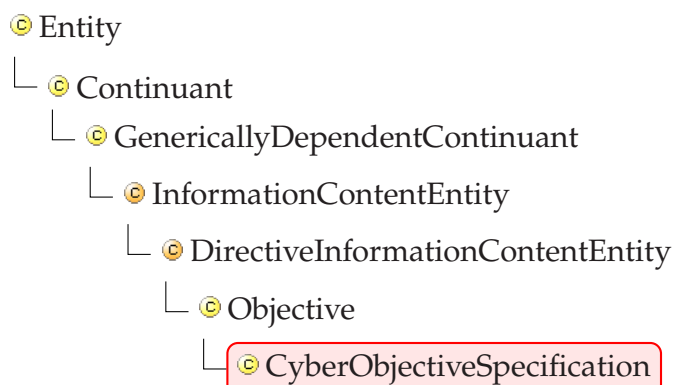 Entity
Continuant
GenericallyDependentContinuant
InformationContentEntity
DirectiveInformationContentEntity
Objective
CyberObjectiveSpecification